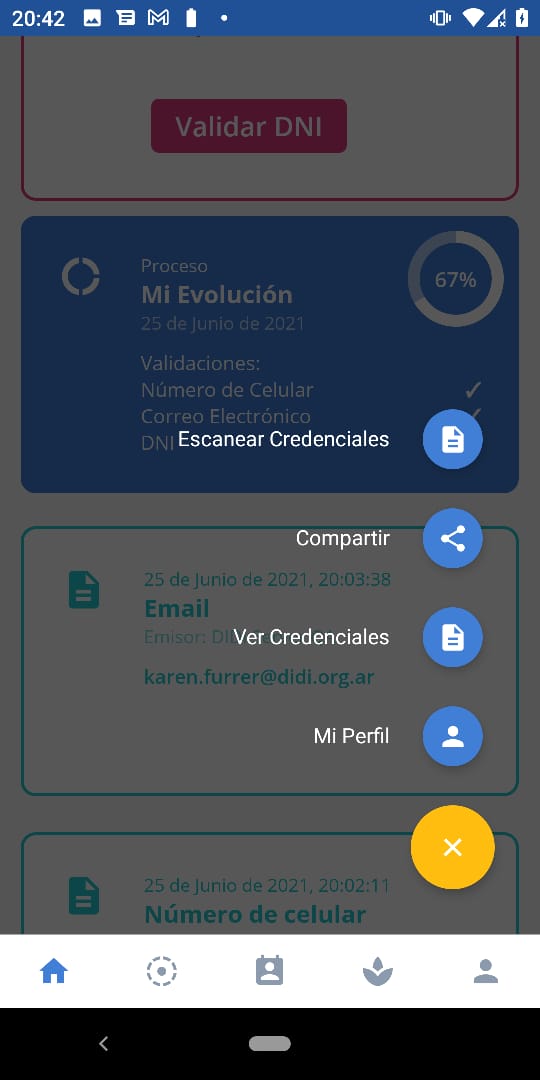 20:42
Validar DNI
Proceso
Mi Evolución
25 de Junio de 2021
67%
Validaciones:
Número de Celular
Correo Electrónico
DNI
Escanear Credenciales
Compartir
25 de Junio de 2021, 20:03:38
Email
Emisor:
Ver Credenciales
karen.furrer@didi.org.ar
Mi Perfil
25 de Junio de 2021, 20:02:11
Número de celular